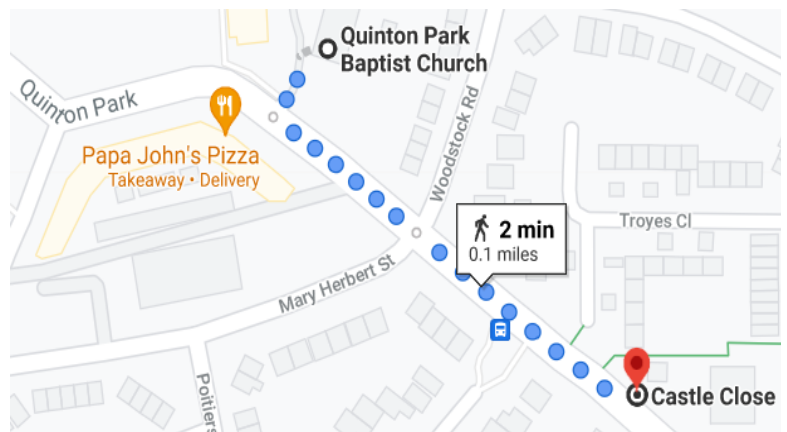 Quinton Park
Baptist Church
Quinton Park
Papa John's Pizza
Takeaway • Delivery
Woodstock Rd
2 min
0.1 miles
Troyes Cl
Mary Herbert St
Poitiers
Castle Close